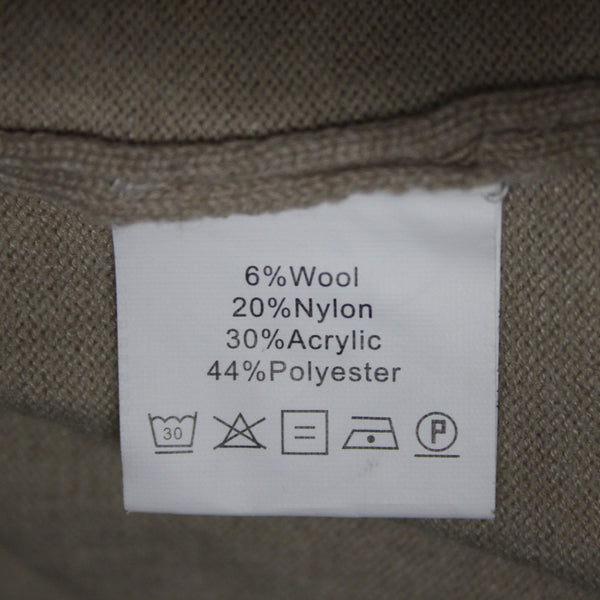 6%Wool
20%Nylon
30%Acrylic
44%Polyester
30 P